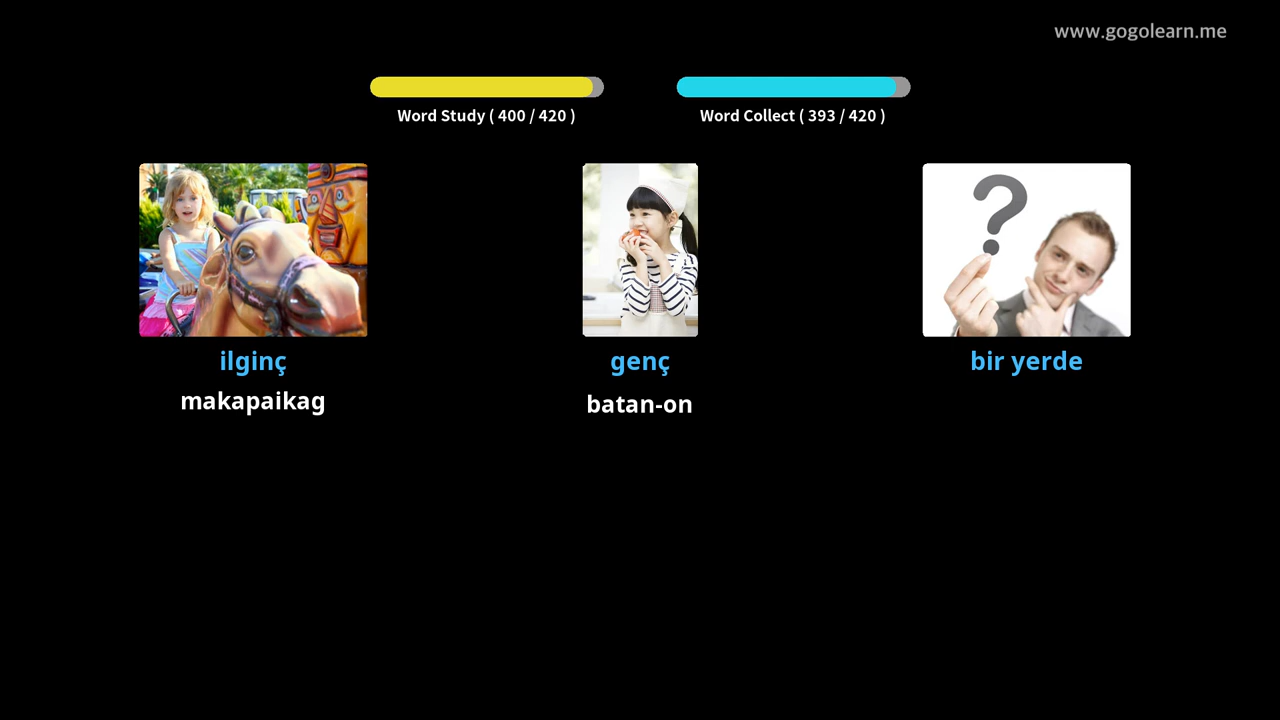 www.gogolearn.me
Word Study ( 400 / 420 )
Word Collect ( 393 / 420 )
ilginç
genç
bir yerde
makapaikag
batan-on